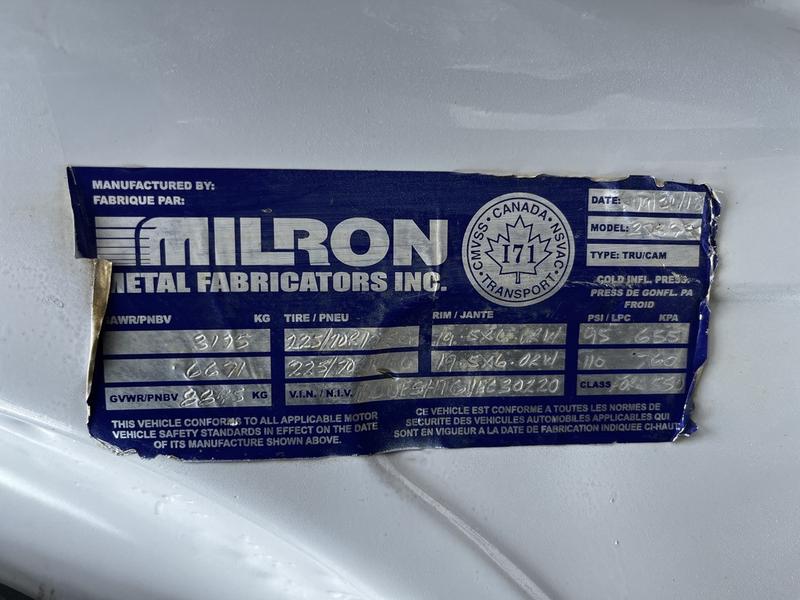 MANUFACTURED BY:
FABRIQUE PAR:
MILRON
METAL FABRICATORS INC.
CMVSS · CANADA · NSVAC · TRANSPORT ·
171
DATE:
MODEL:
TYPE: TRU/CAM
COLD INFL. PRESS.
PRESS DE GONFL. PA
FROID
GAWR/PNBV KG TIRE / PNEU RIM / JANTE PSI / LPC KPA
3195 19.5X6.0RW 95 655
6671 225/70 19.5X6.0RW 110
GVWR/PNBV KG V.I.N. / N.I.V. CLASS
THIS VEHICLE CONFORMS TO ALL APPLICABLE MOTOR
VEHICLE SAFETY STANDARDS IN EFFECT ON THE DATE
OF ITS MANUFACTURE SHOWN ABOVE.
CE VEHICLE EST CONFORME A TOUTES LES NORMES DE
SECURITE DES VEHICULES AUTOMOBILES APPLICABLES QUI
SONT EN VIGUEUR A LA DATE DE FABRICATION INDIQUEE CI-HAUT